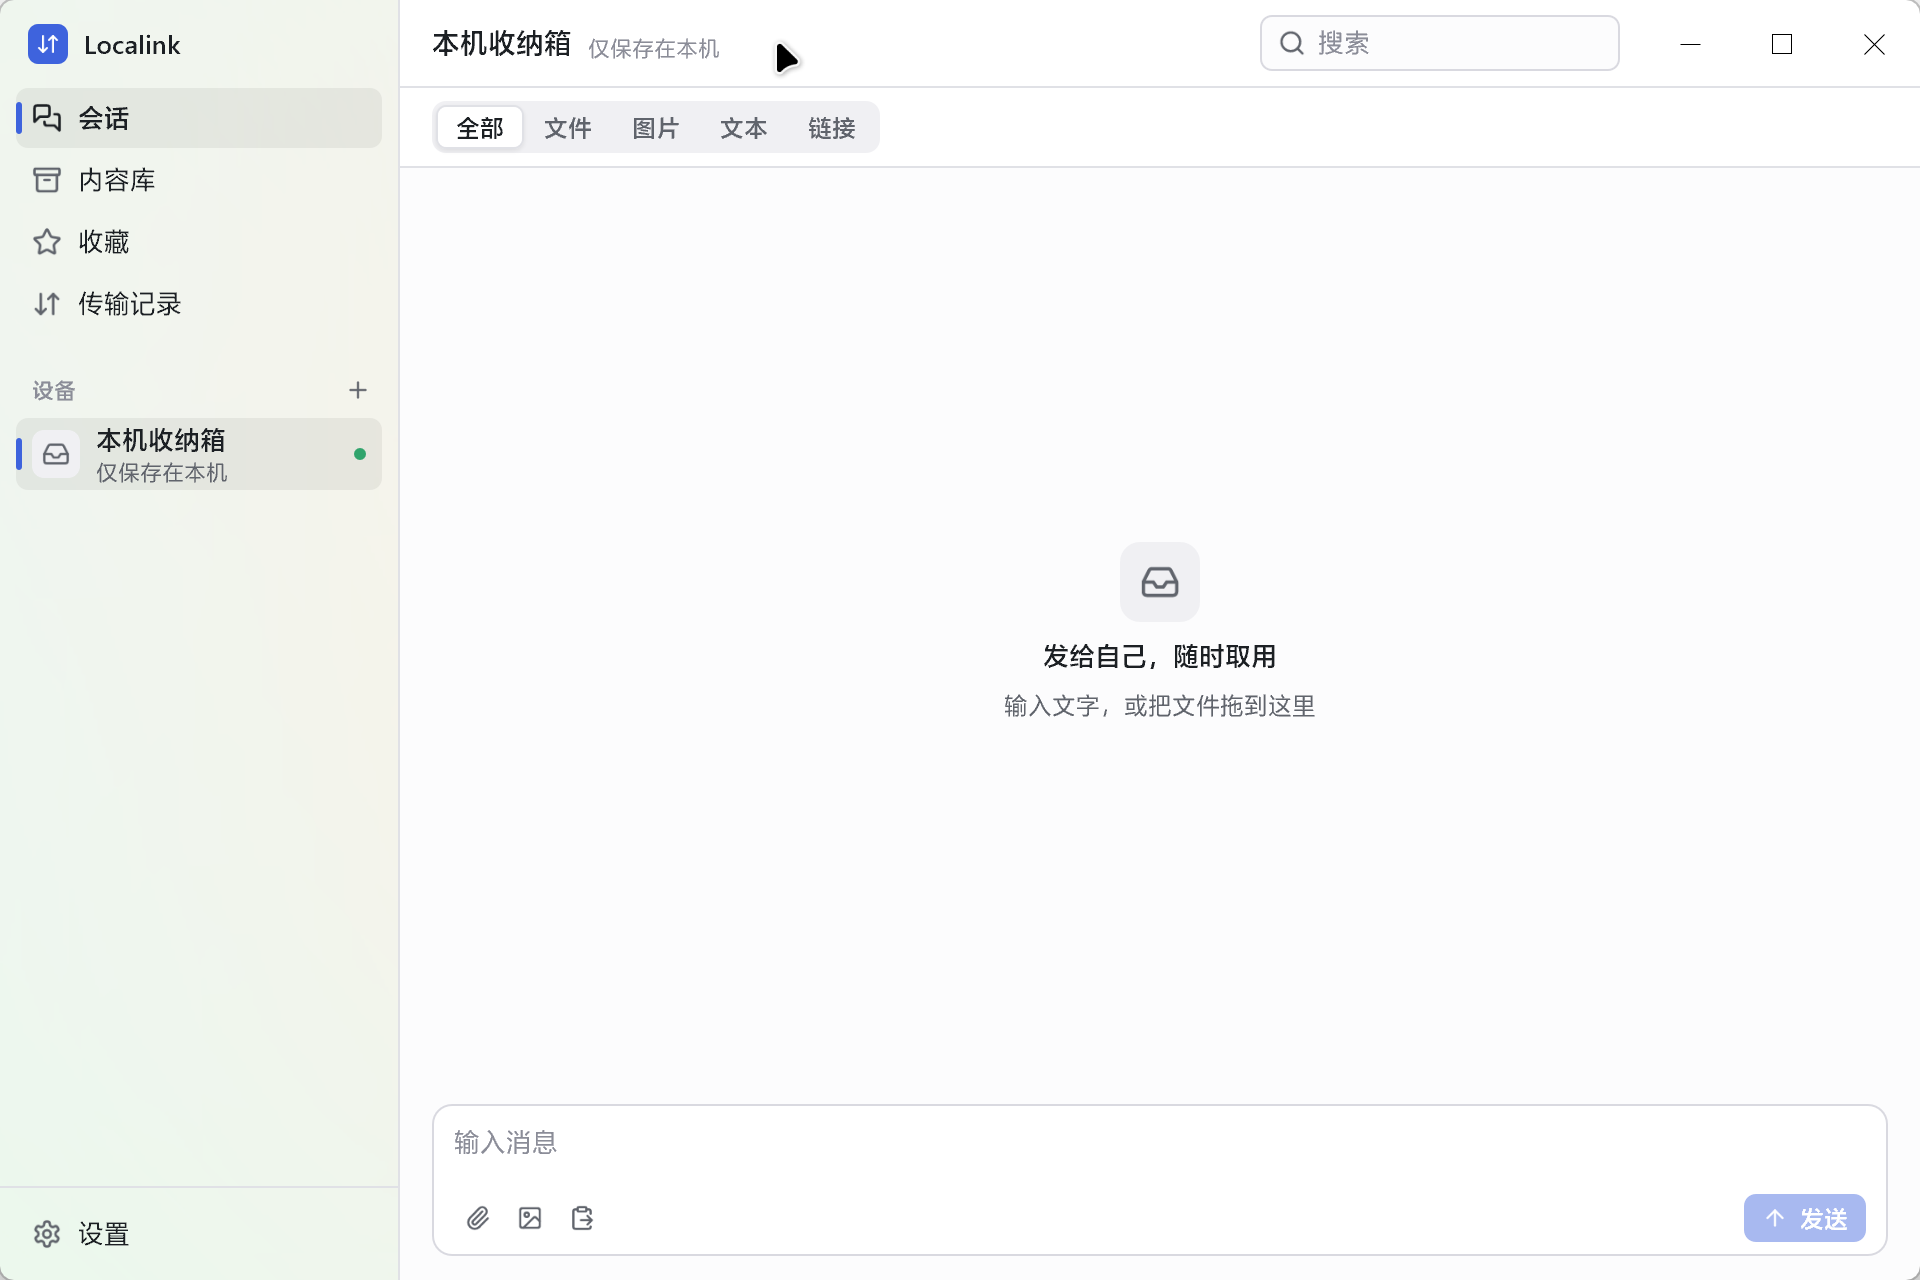 Localink
会话
内容库
收藏
传输记录
设备
本机收纳箱
仅保存在本机
设置
本机收纳箱 仅保存在本机
搜索
全部 文件 图片 文本 链接
发给自己，随时取用
输入文字，或把文件拖到这里
输入消息
发送